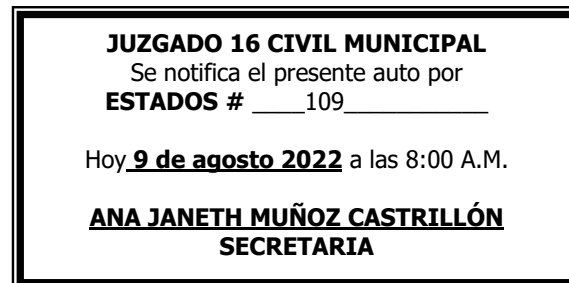 JUZGADO 16 CIVIL MUNICIPAL
Se notifica el presente auto por
ESTADOS # ____109___________
Hoy 9 de agosto 2022 a las 8:00 A.M.
ANA JANETH MUÑOZ CASTRILLÓN
SECRETARIA